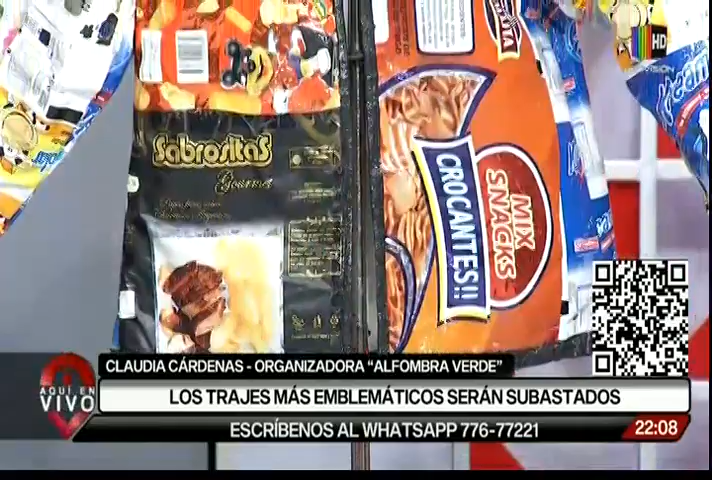 HD
Sabrositas
Gourmet
MIX
SNACKS
CROCANTES!!
CLAUDIA CÁRDENAS - ORGANIZADORA “ALFOMBRA VERDE”
AQUÍ EN
VIVO
LOS TRAJES MÁS EMBLEMÁTICOS SERÁN SUBASTADOS
ESCRÍBENOS AL WHATSAPP 776-77221
22:08